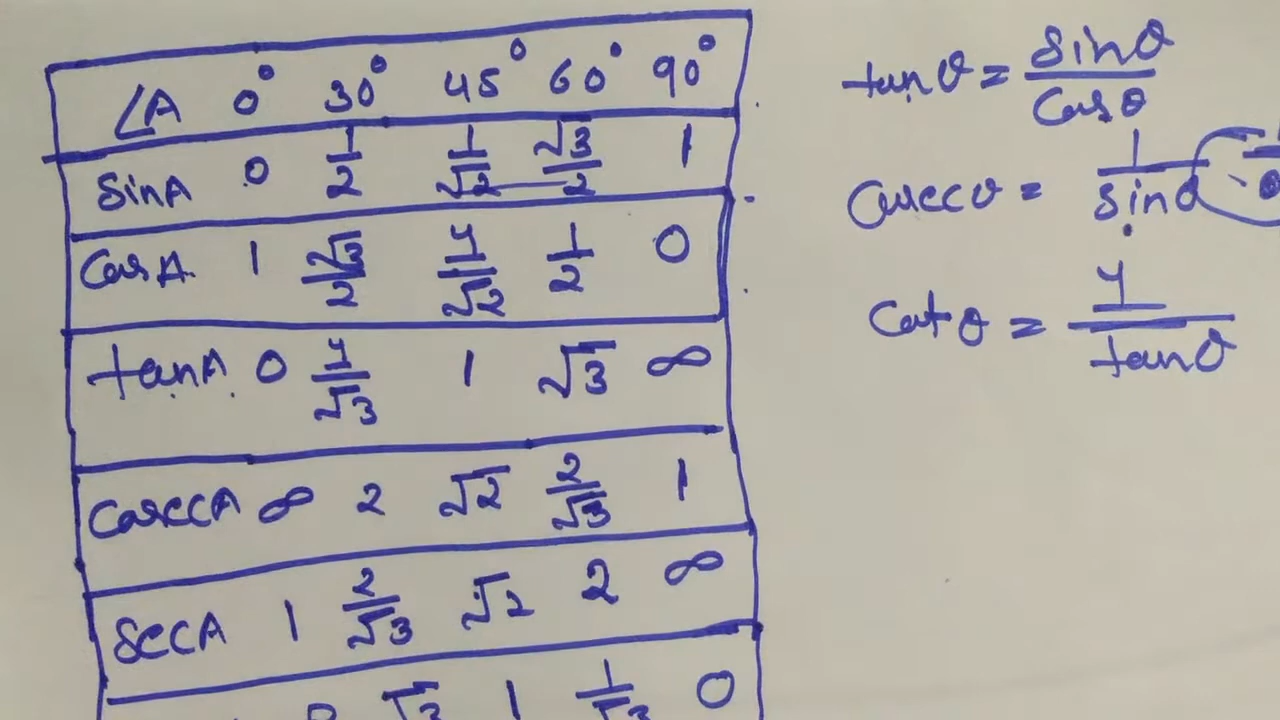 ∠A 0° 30° 45° 60° 90°
sinA 0 1/2 1/√2 √3/2 1
CosA 1 √3/2 1/√2 1/2 0
tanA 0 1/√3 1 √3 ∞
CosecA ∞ 2 √2 2/√3 1
SecA 1 2/√3 √2 2 ∞
√3 1 1/√3 0
tanθ = sinθ/Cosθ
Cosecθ = 1/sinθ
Cotθ = 1/tanθ